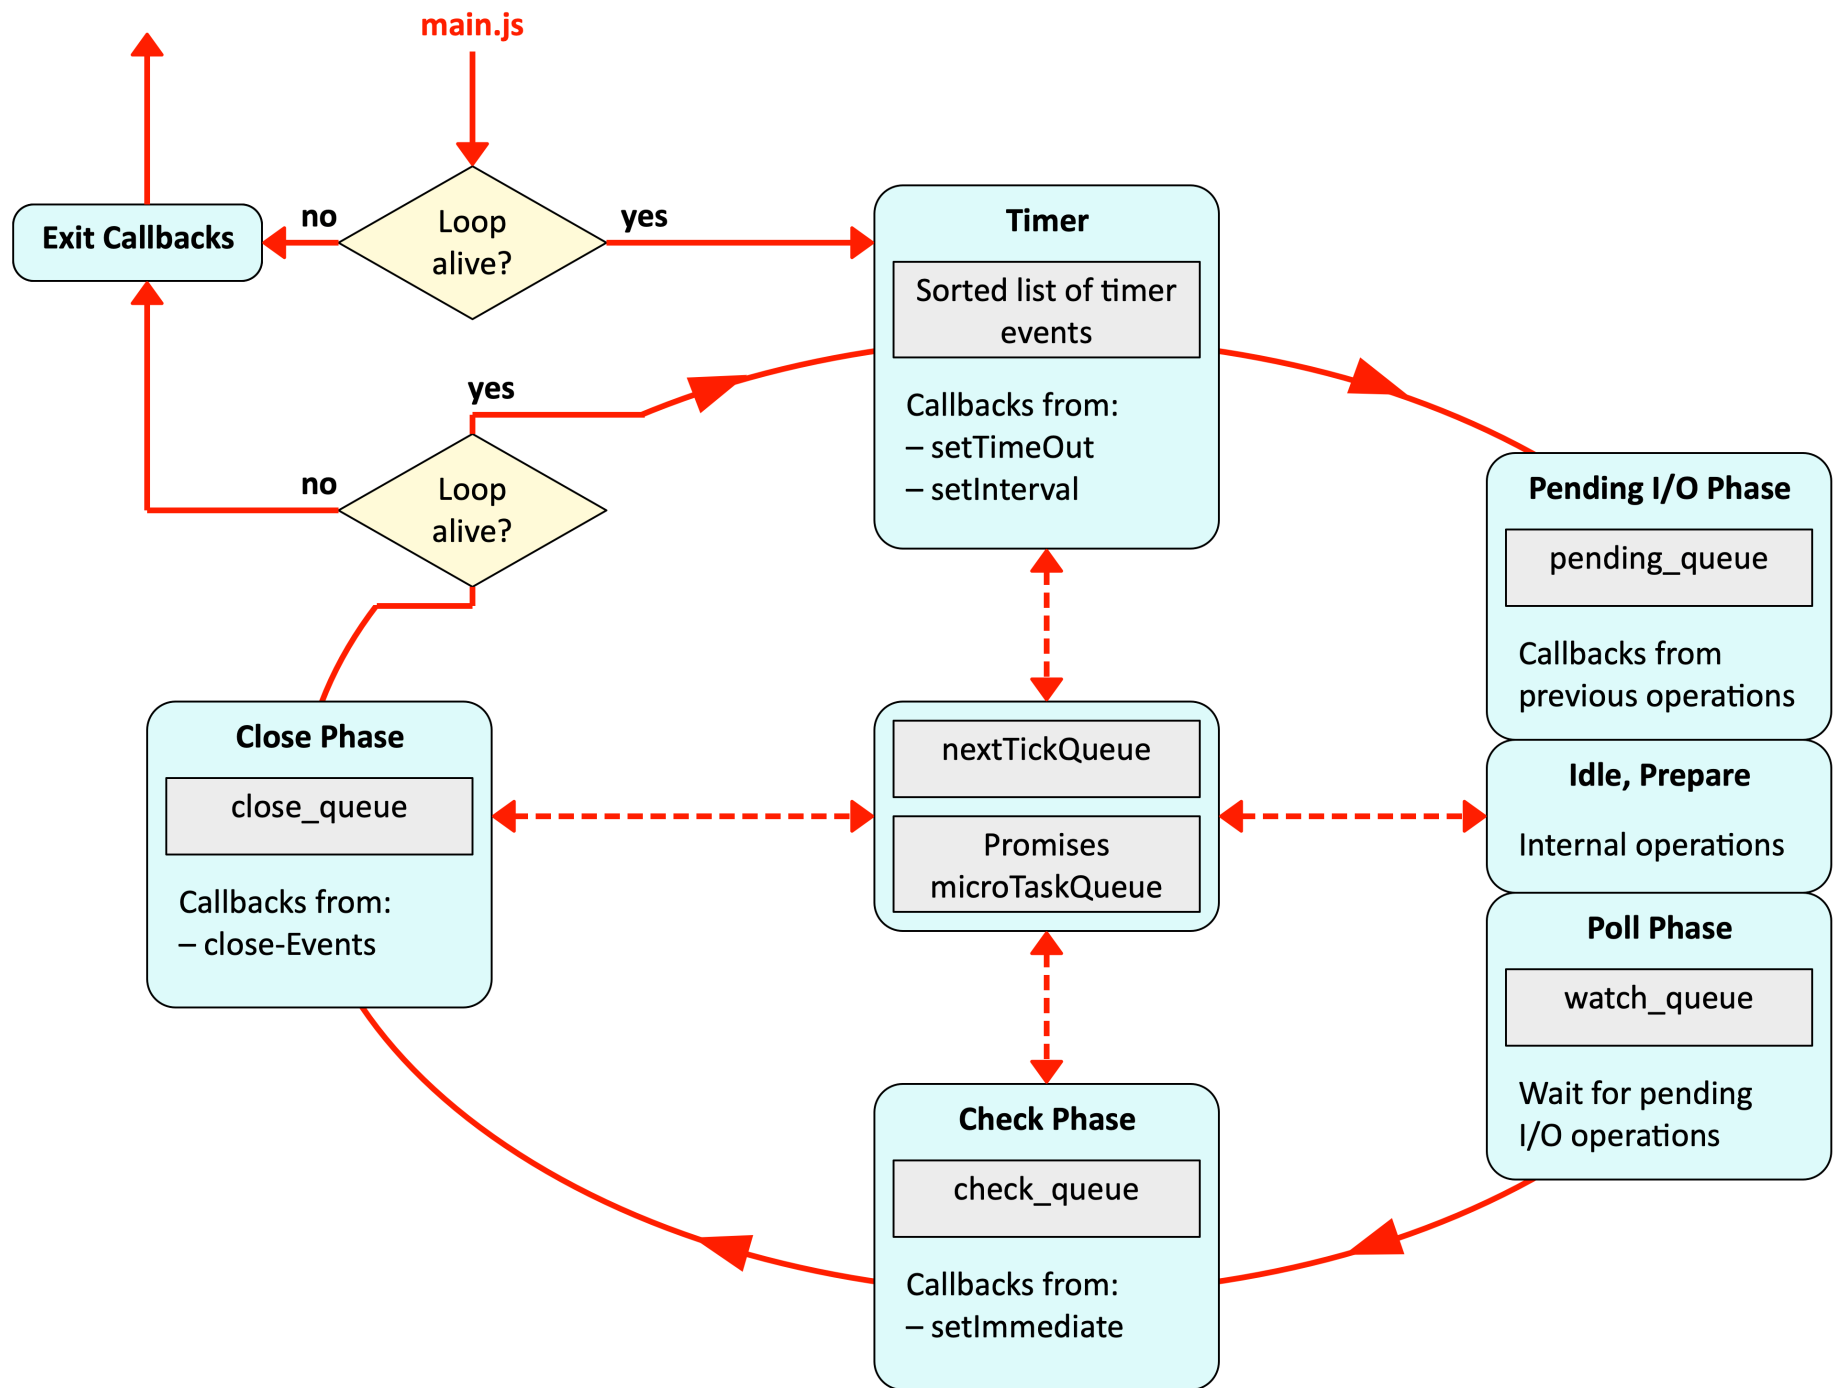 main.js
Loop
alive?
no
yes
Exit Callbacks
Timer
Sorted list of timer
events
Callbacks from:
– setTimeOut
– setInterval
yes
Loop
alive?
no
Pending I/O Phase
pending_queue
Callbacks from
previous operations
Idle, Prepare
Internal operations
Poll Phase
watch_queue
Wait for pending
I/O operations
nextTickQueue
Promises
microTaskQueue
Close Phase
close_queue
Callbacks from:
– close-Events
Check Phase
check_queue
Callbacks from:
– setImmediate